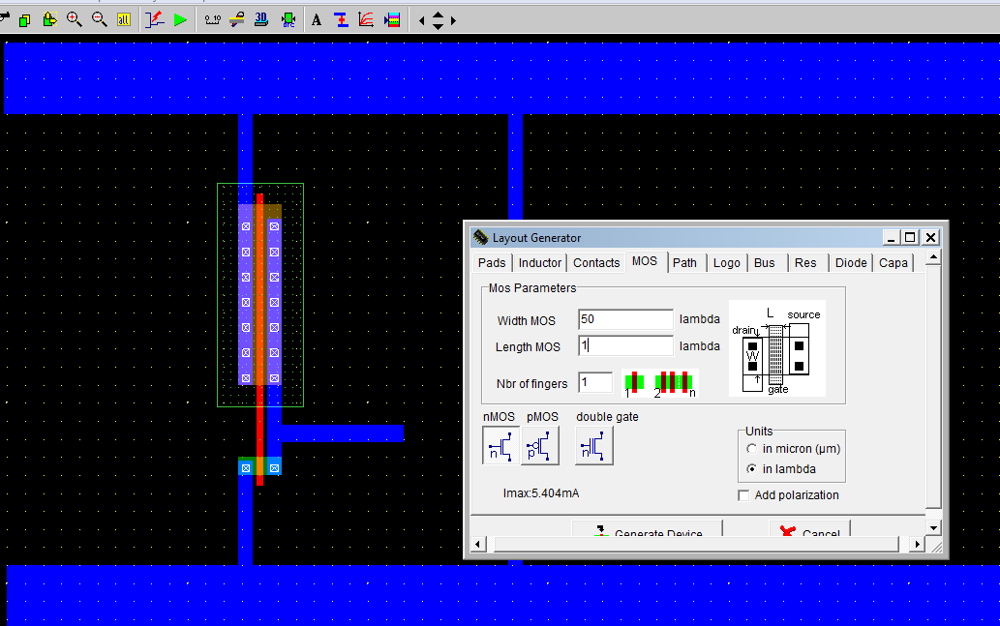 all 3D A
Layout Generator
Pads Inductor Contacts MOS Path Logo Bus Res Diode Capa
Mos Parameters
Width MOS 50 lambda
Length MOS 1 lambda
Nbr of fingers 1
1 2 n
L source
drain
W
gate
nMOS pMOS double gate
n p n
Units
in micron (µm)
in lambda
Imax:5.404mA
Add polarization
Generate Device Cancel